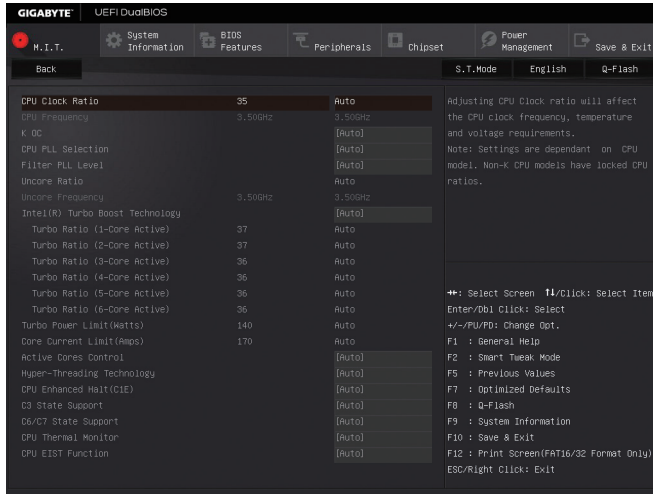 GIGABYTE™ UEFI DualBIOS
M.I.T. System Information BIOS Features Peripherals Chipset Power Management Save & Exit
Back S.T.Mode English Q-Flash
CPU Clock Ratio 35 Auto
CPU Frequency 3.50GHz 3.50GHz
K OC [Auto]
CPU PLL Selection [Auto]
Filter PLL Level [Auto]
Uncore Ratio Auto
Uncore Frequency 3.50GHz 3.50GHz
Intel(R) Turbo Boost Technology [Auto]
Turbo Ratio (1-Core Active) 37 Auto
Turbo Ratio (2-Core Active) 37 Auto
Turbo Ratio (3-Core Active) 36 Auto
Turbo Ratio (4-Core Active) 36 Auto
Turbo Ratio (5-Core Active) 36 Auto
Turbo Ratio (6-Core Active) 36 Auto
Turbo Power Limit(Watts) 140 Auto
Core Current Limit(Amps) 170 Auto
Active Cores Control [Auto]
Hyper-Threading Technology [Auto]
CPU Enhanced Halt(C1E) [Auto]
C3 State Support [Auto]
C6/C7 State Support [Auto]
CPU Thermal Monitor [Auto]
CPU EIST Function [Auto]
Adjusting CPU Clock ratio will affect
the CPU clock frequency, temperature
and voltage requirements.
Note: Settings are dependant on CPU
model. Non-K CPU models have locked CPU
ratios.
→←: Select Screen ↑↓/Click: Select Item
Enter/Dbl Click: Select
+/-/PU/PD: Change Opt.
F1 : General Help
F2 : Smart Tweak Mode
F5 : Previous Values
F7 : Optimized Defaults
F8 : Q-Flash
F9 : System Information
F10 : Save & Exit
F12 : Print Screen(FAT16/32 Format Only)
ESC/Right Click: Exit